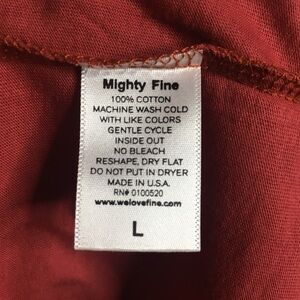 Mighty Fine
100% COTTON
MACHINE WASH COLD
WITH LIKE COLORS
GENTLE CYCLE
INSIDE OUT
NO BLEACH
RESHAPE, DRY FLAT
DO NOT PUT IN DRYER
MADE IN U.S.A.
RN# 0100520
www.welovefine.com
L